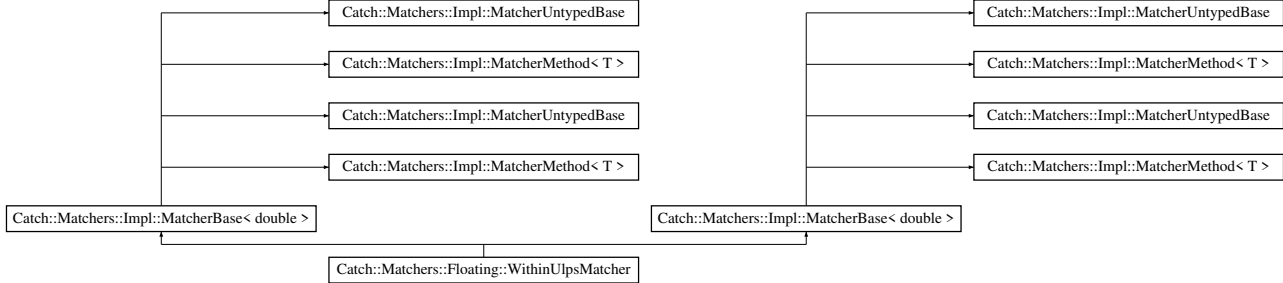 Catch::Matchers::Impl::MatcherUntypedBase
Catch::Matchers::Impl::MatcherUntypedBase
Catch::Matchers::Impl::MatcherMethod< T >
Catch::Matchers::Impl::MatcherMethod< T >
Catch::Matchers::Impl::MatcherUntypedBase
Catch::Matchers::Impl::MatcherUntypedBase
Catch::Matchers::Impl::MatcherMethod< T >
Catch::Matchers::Impl::MatcherMethod< T >
Catch::Matchers::Impl::MatcherBase< double >
Catch::Matchers::Impl::MatcherBase< double >
Catch::Matchers::Floating::WithinUlpsMatcher